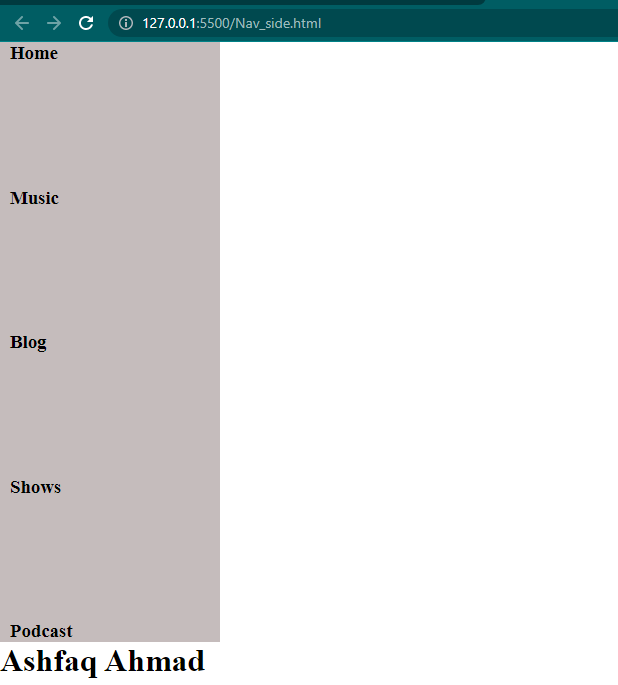 127.0.0.1:5500/Nav_side.html
Home
Music
Blog
Shows
Podcast
Ashfaq Ahmad